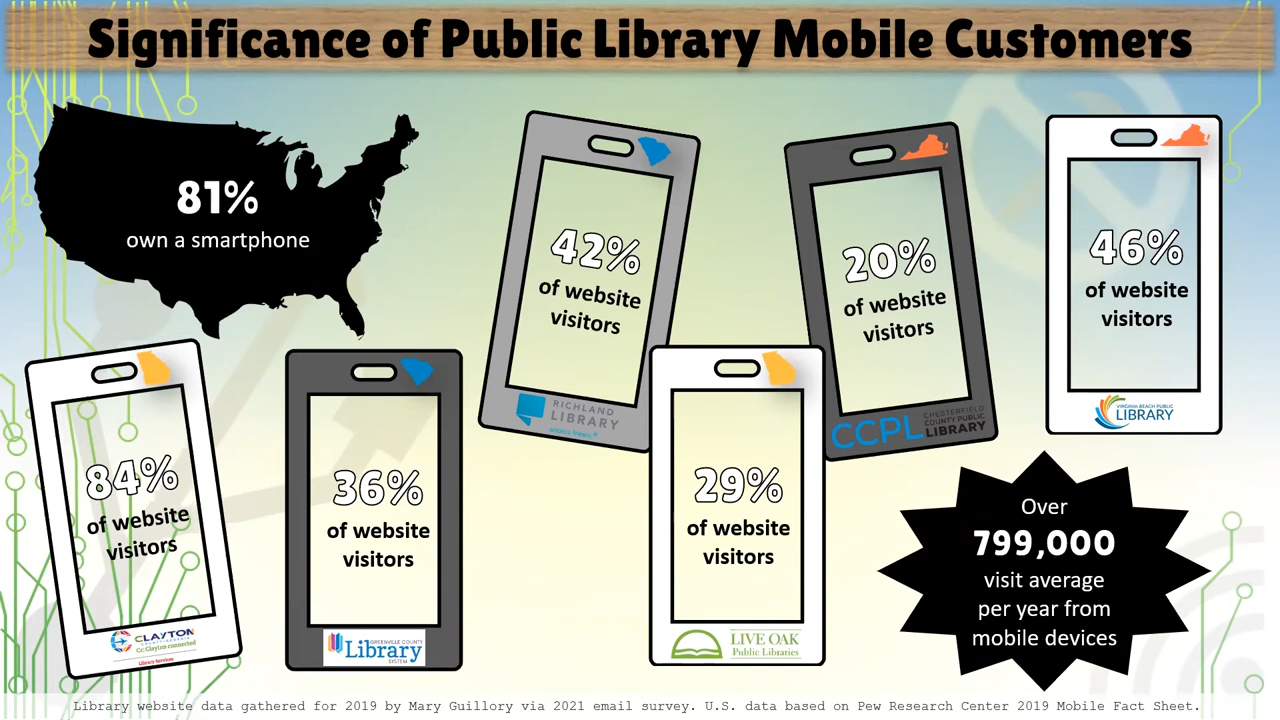 Significance of Public Library Mobile Customers
81%
own a smartphone
42%
of website
visitors
RICHLAND
LIBRARY
access freely®
20%
of website
visitors
CCPL
CHESTERFIELD
COUNTY PUBLIC
LIBRARY
46%
of website
visitors
VIRGINIA BEACH PUBLIC
LIBRARY
84%
of website
visitors
CLAYTON
COUNTY GEORGIA
Library Services
36%
of website
visitors
GREENVILLE COUNTY
Library
SYSTEM
29%
of website
visitors
LIVE OAK
Public Libraries
Over
799,000
visit average
per year from
mobile devices
Library website data gathered for 2019 by Mary Guillory via 2021 email survey. U.S. data based on Pew Research Center 2019 Mobile Fact Sheet.